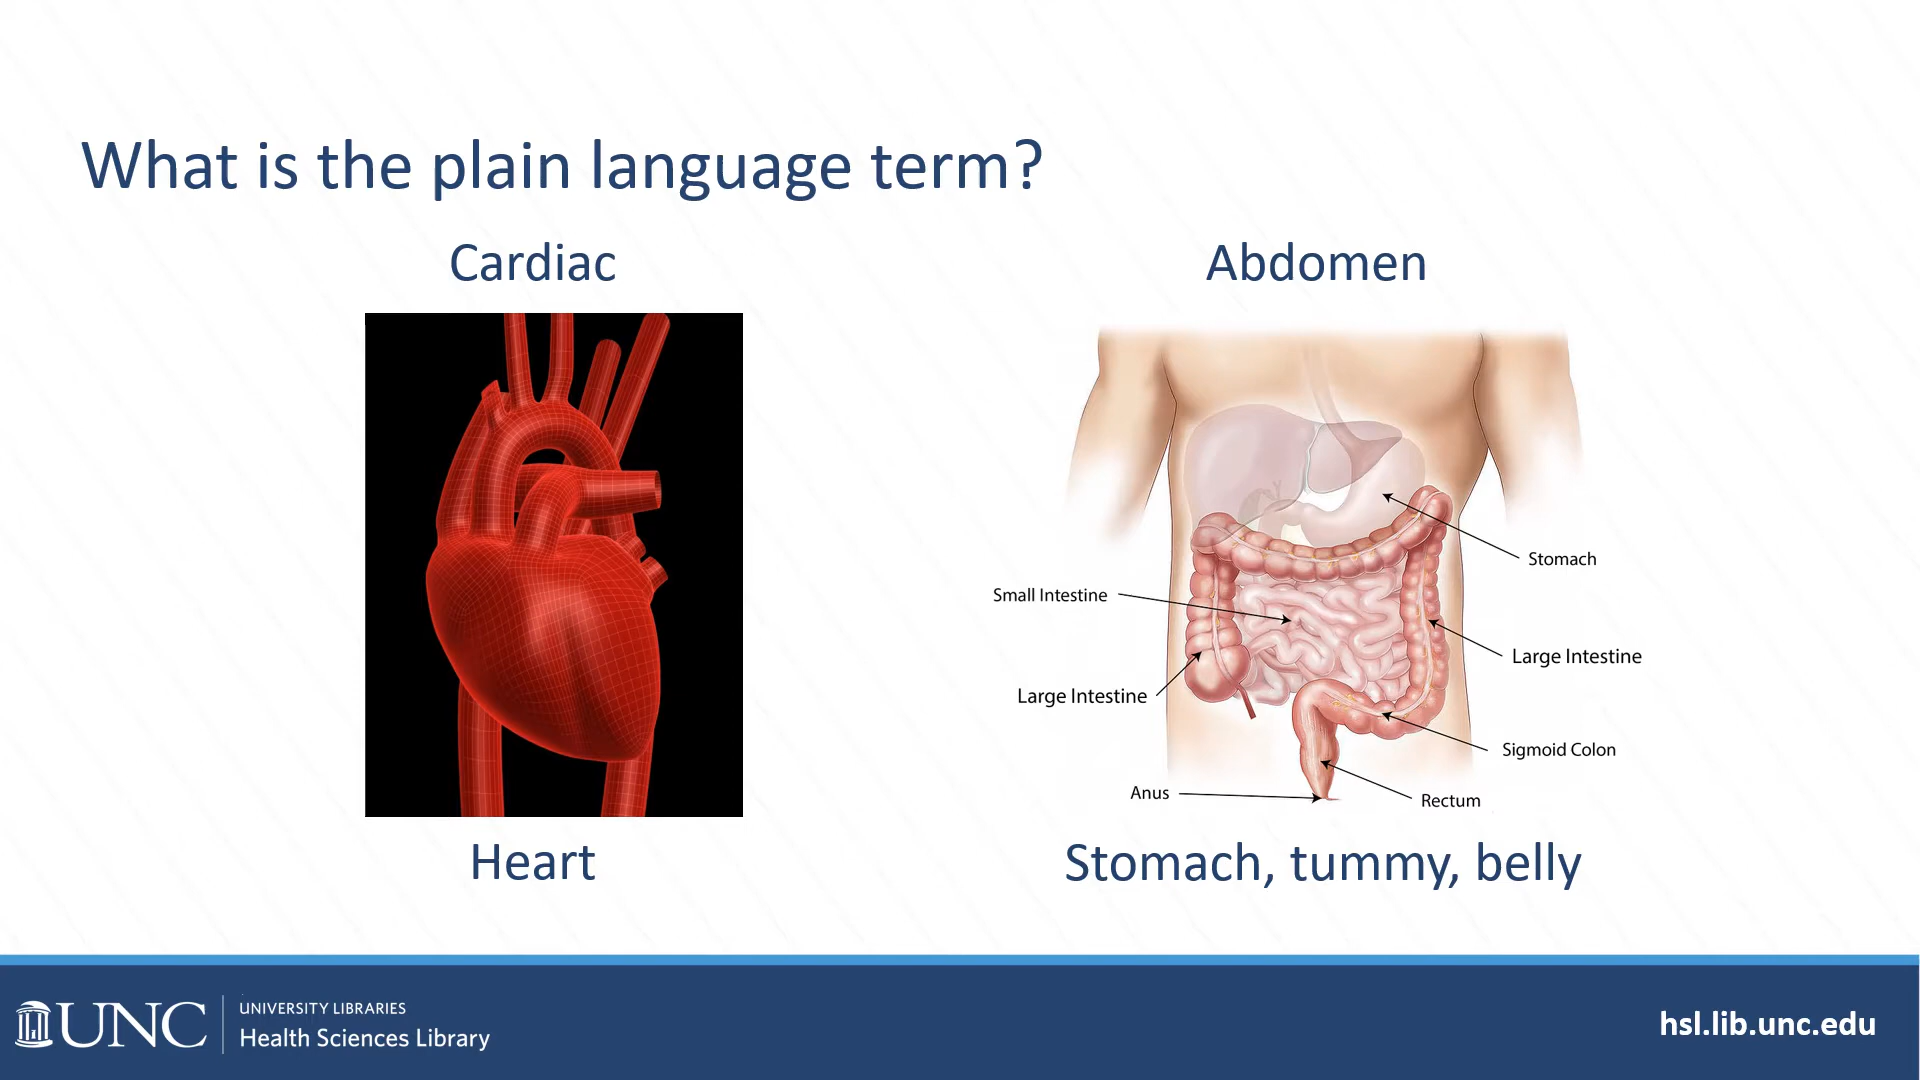 What is the plain language term?
Cardiac
Abdomen
Stomach
Small Intestine
Large Intestine
Large Intestine
Sigmoid Colon
Anus
Rectum
Heart
Stomach, tummy, belly
UNC
UNIVERSITY LIBRARIES
Health Sciences Library
hsl.lib.unc.edu